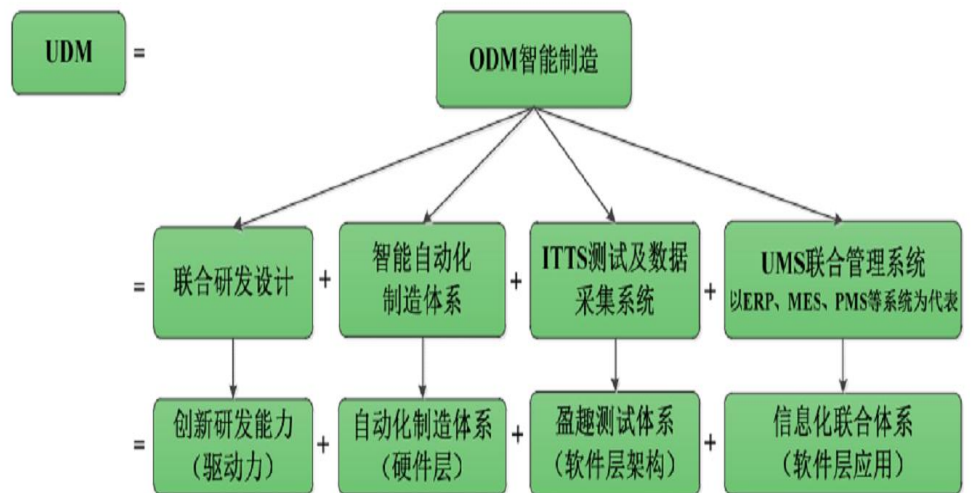 UDM
=
ODM智能制造
=
联合研发设计
+
智能自动化
制造体系
+
ITTS测试及数据
采集系统
+
UMS联合管理系统
以ERP、MES、PMS等系统为代表
=
创新研发能力
（驱动力）
+
自动化制造体系
（硬件层）
+
盈趣测试体系
（软件层架构）
+
信息化联合体系
（软件层应用）